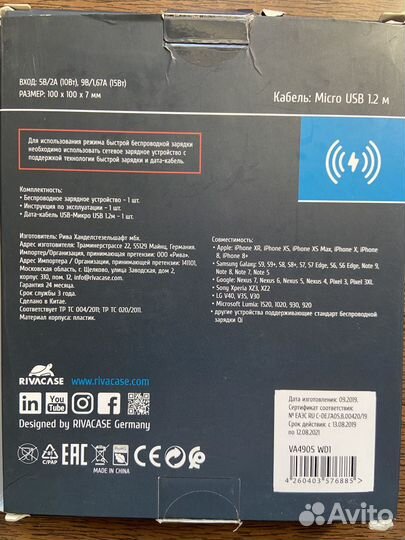 ВХОД: 5В/2А (10Вт), 9В/1,67А (15Вт)
РАЗМЕР: 100 х 100 х 7 мм
Кабель: Micro USB 1.2 м
Для использования режима быстрой беспроводной зарядки
необходимо использовать сетевое зарядное устройство с
поддержкой технологии быстрой зарядки и дата-кабель.
Комплектность:
• Беспроводное зарядное устройство – 1 шт.
• Инструкция по эксплуатации – 1 шт.
• Дата-кабель USB-Микро USB 1.2м – 1 шт.
Изготовитель: Рива Ханделсгезельшафт мбх.
Адрес изготовителя: Траминерштрассе 22, 55129 Майнц, Германия.
Импортер/Организация, принимающая претензии: ООО «Рива».
Адрес Импортера / Организации, принимающей претензии: 141101,
Московская область, г. Щелково, улица Заводская, дом 2,
корпус 310, пом. 12, info@rivacase.com.
Гарантия 24 месяца.
Срок службы 3 года.
Сделано в Китае.
Соответствует ТР ТС 004/2011; ТР ТС 020/2011.
Материал корпуса: пластик.
Совместимость:
• Apple: iPhone XR, iPhone XS, iPhone XS Max, iPhone X, iPhone
8, iPhone 8+
• Samsung Galaxy: S9, S9+, S8, S8+, S7, S7 Edge, S6, S6 Edge, Note 9,
Note 8, Note 7, Note 5
• Google: Nexus 7, Nexus 6, Nexus 5, Nexus 4, Pixel 3, Pixel 3XL
• Sony Xperia XZ3, XZ2
• LG V40, V35, V30
• Microsoft Lumia: 1520, 1020, 930, 920
• другие устройства поддерживающие стандарт беспроводной
зарядки Qi
RIVACASE
www.rivacase.com
in You Tube f
Designed by RIVACASE Germany
C/PAP
EAC
CE
MADE IN CHINA
Дата изготовления: 09.2019.
Сертификат соответствия:
№ ЕАЭС RU C-DE.ПА05.В.00420/19
Срок действия с 13.08.2019
по 12.08.2021
VA4905 WD1
4 260403 576885 >
Avito